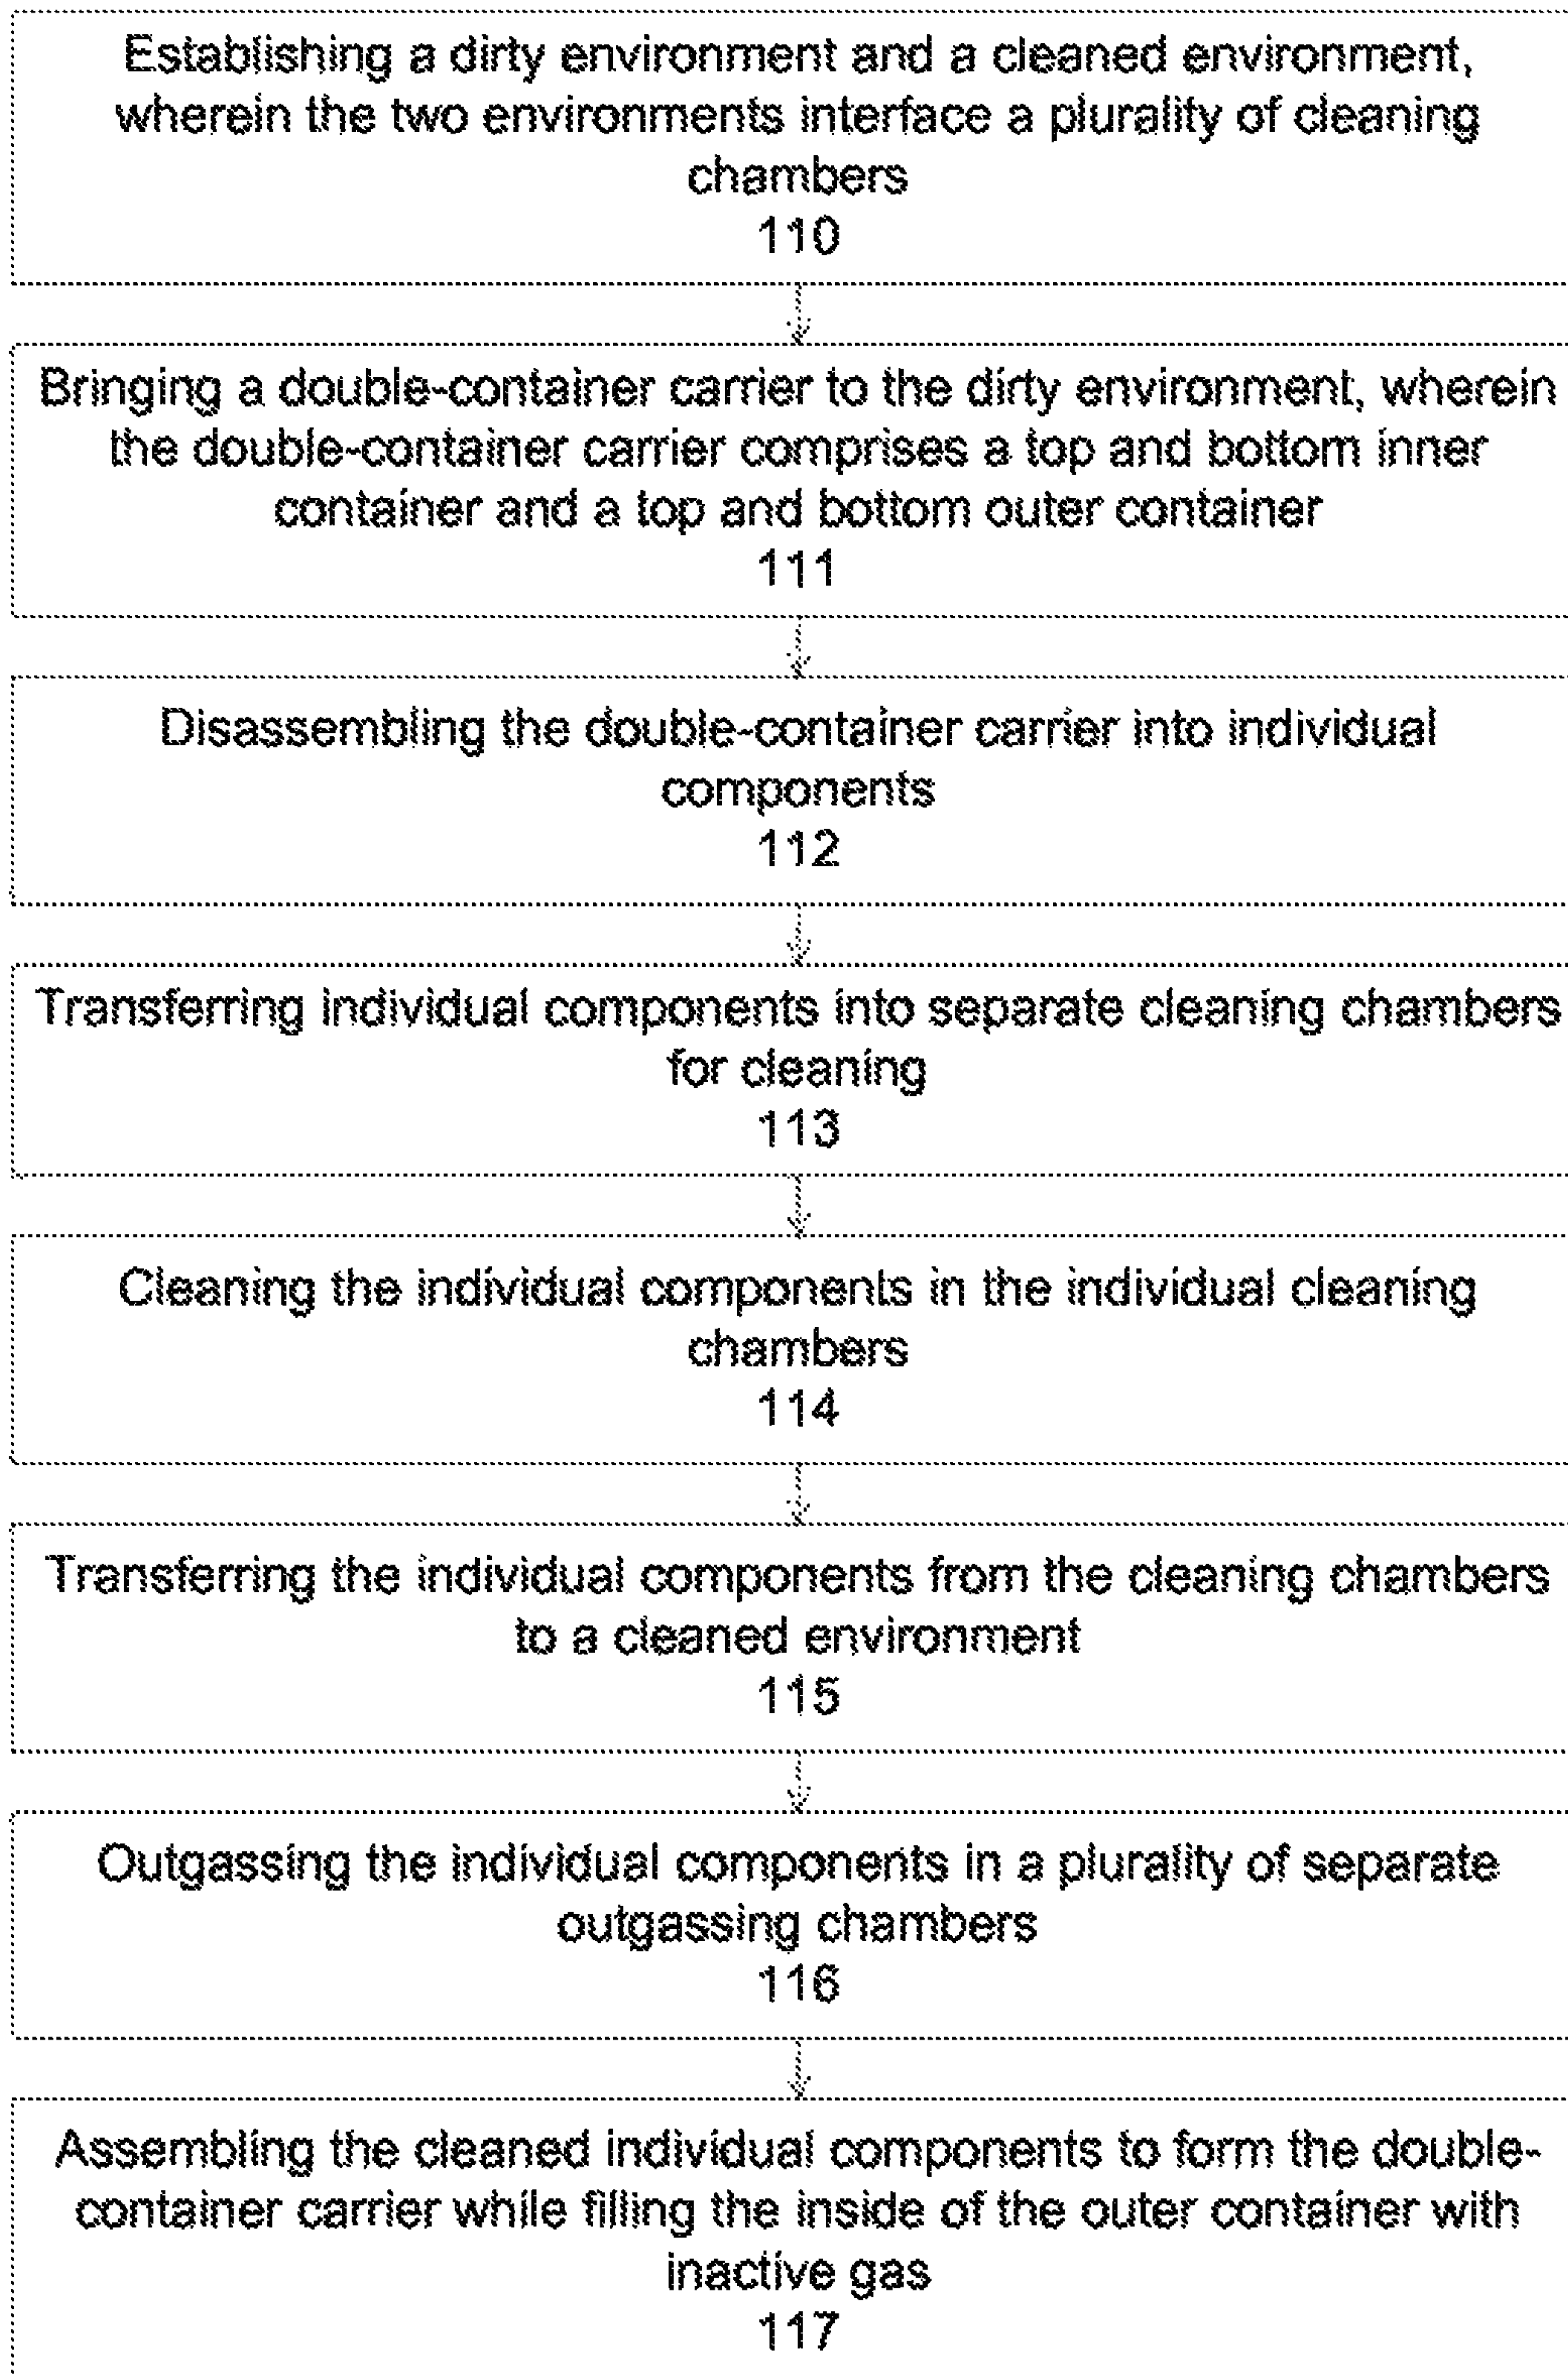 Establishing a dirty environment and a cleaned environment,
wherein the two environments interface a plurality of cleaning
chambers
110
Bringing a double-container carrier to the dirty environment, wherein
the double-container carrier comprises a top and bottom inner
container and a top and bottom outer container
111
Disassembling the double-container carrier into individual
components
112
Transferring individual components into separate cleaning chambers
for cleaning
113
Cleaning the individual components in the individual cleaning
chambers
114
Transferring the individual components from the cleaning chambers
to a cleaned environment
115
Outgassing the individual components in a plurality of separate
outgassing chambers
116
Assembling the cleaned individual components to form the double-
container carrier while filling the inside of the outer container with
inactive gas
117